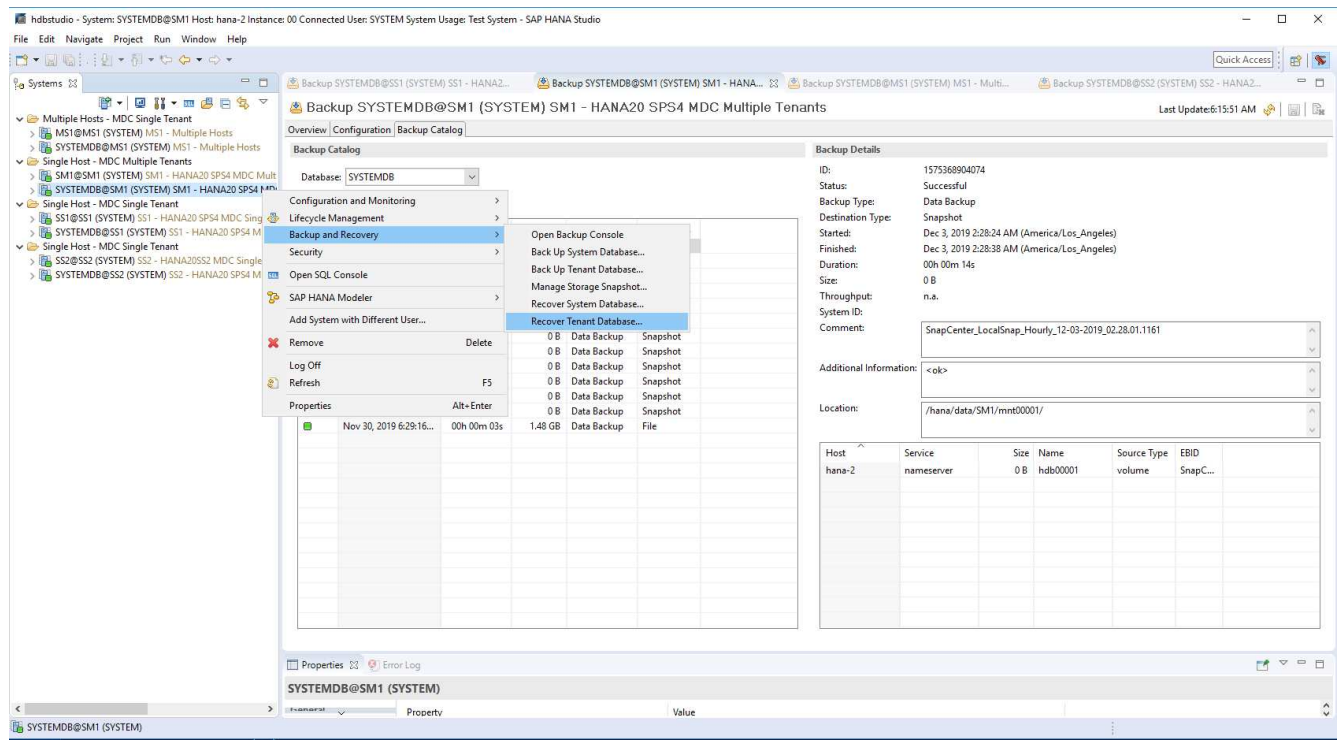 hdbstudio - System: SYSTEMDB@SM1 Host: hana-2 Instance: 00 Connected User: SYSTEM System Usage: Test System - SAP HANA Studio
File Edit Navigate Project Run Window Help
Quick Access
Systems
Multiple Hosts - MDC Single Tenant
MS1@MS1 (SYSTEM) MS1 - Multiple Hosts
SYSTEMDB@MS1 (SYSTEM) MS1 - Multiple Hosts
Single Host - MDC Multiple Tenants
SM1@SM1 (SYSTEM) SM1 - HANA20 SPS4 MDC Mult
SYSTEMDB@SM1 (SYSTEM) SM1 - HANA20 SPS4 MD
Single Host - MDC Single Tenant
SS1@SS1 (SYSTEM) SS1 - HANA20 SPS4 MDC Sing
SYSTEMDB@SS1 (SYSTEM) SS1 - HANA20 SPS4 M
Single Host - MDC Single Tenant
SS2@SS2 (SYSTEM) SS2 - HANA20SS2 MDC Single
SYSTEMDB@SS2 (SYSTEM) SS2 - HANA20 SPS4 M
Backup SYSTEMDB@SS1 (SYSTEM) SS1 - HANA2...
Backup SYSTEMDB@SM1 (SYSTEM) SM1 - HANA...
Backup SYSTEMDB@MS1 (SYSTEM) MS1 - Multi...
Backup SYSTEMDB@SS2 (SYSTEM) SS2 - HANA2...
Backup SYSTEMDB@SM1 (SYSTEM) SM1 - HANA20 SPS4 MDC Multiple Tenants
Last Update:6:15:51 AM
Overview Configuration Backup Catalog
Backup Catalog
Database: SYSTEMDB
Configuration and Monitoring
Lifecycle Management
Backup and Recovery
Security
Open SQL Console
SAP HANA Modeler
Add System with Different User...
Remove Delete
Log Off
Refresh F5
Properties Alt+Enter
Open Backup Console
Back Up System Database...
Back Up Tenant Database...
Manage Storage Snapshot...
Recover System Database...
Recover Tenant Database...
0 B Data Backup Snapshot
0 B Data Backup Snapshot
0 B Data Backup Snapshot
0 B Data Backup Snapshot
0 B Data Backup Snapshot
0 B Data Backup Snapshot
Nov 30, 2019 6:29:16... 00h 00m 03s 1.48 GB Data Backup File
Backup Details
ID: 1575368904074
Status: Successful
Backup Type: Data Backup
Destination Type: Snapshot
Started: Dec 3, 2019 2:28:24 AM (America/Los_Angeles)
Finished: Dec 3, 2019 2:28:38 AM (America/Los_Angeles)
Duration: 00h 00m 14s
Size: 0 B
Throughput: n.a.
System ID:
Comment: SnapCenter_LocalSnap_Hourly_12-03-2019_02.28.01.1161
Additional Information: <ok>
Location: /hana/data/SM1/mnt00001/
Host Service Size Name Source Type EBID
hana-2 nameserver 0 B hdb00001 volume SnapC...
Properties Error Log
SYSTEMDB@SM1 (SYSTEM)
Property Value
SYSTEMDB@SM1 (SYSTEM)